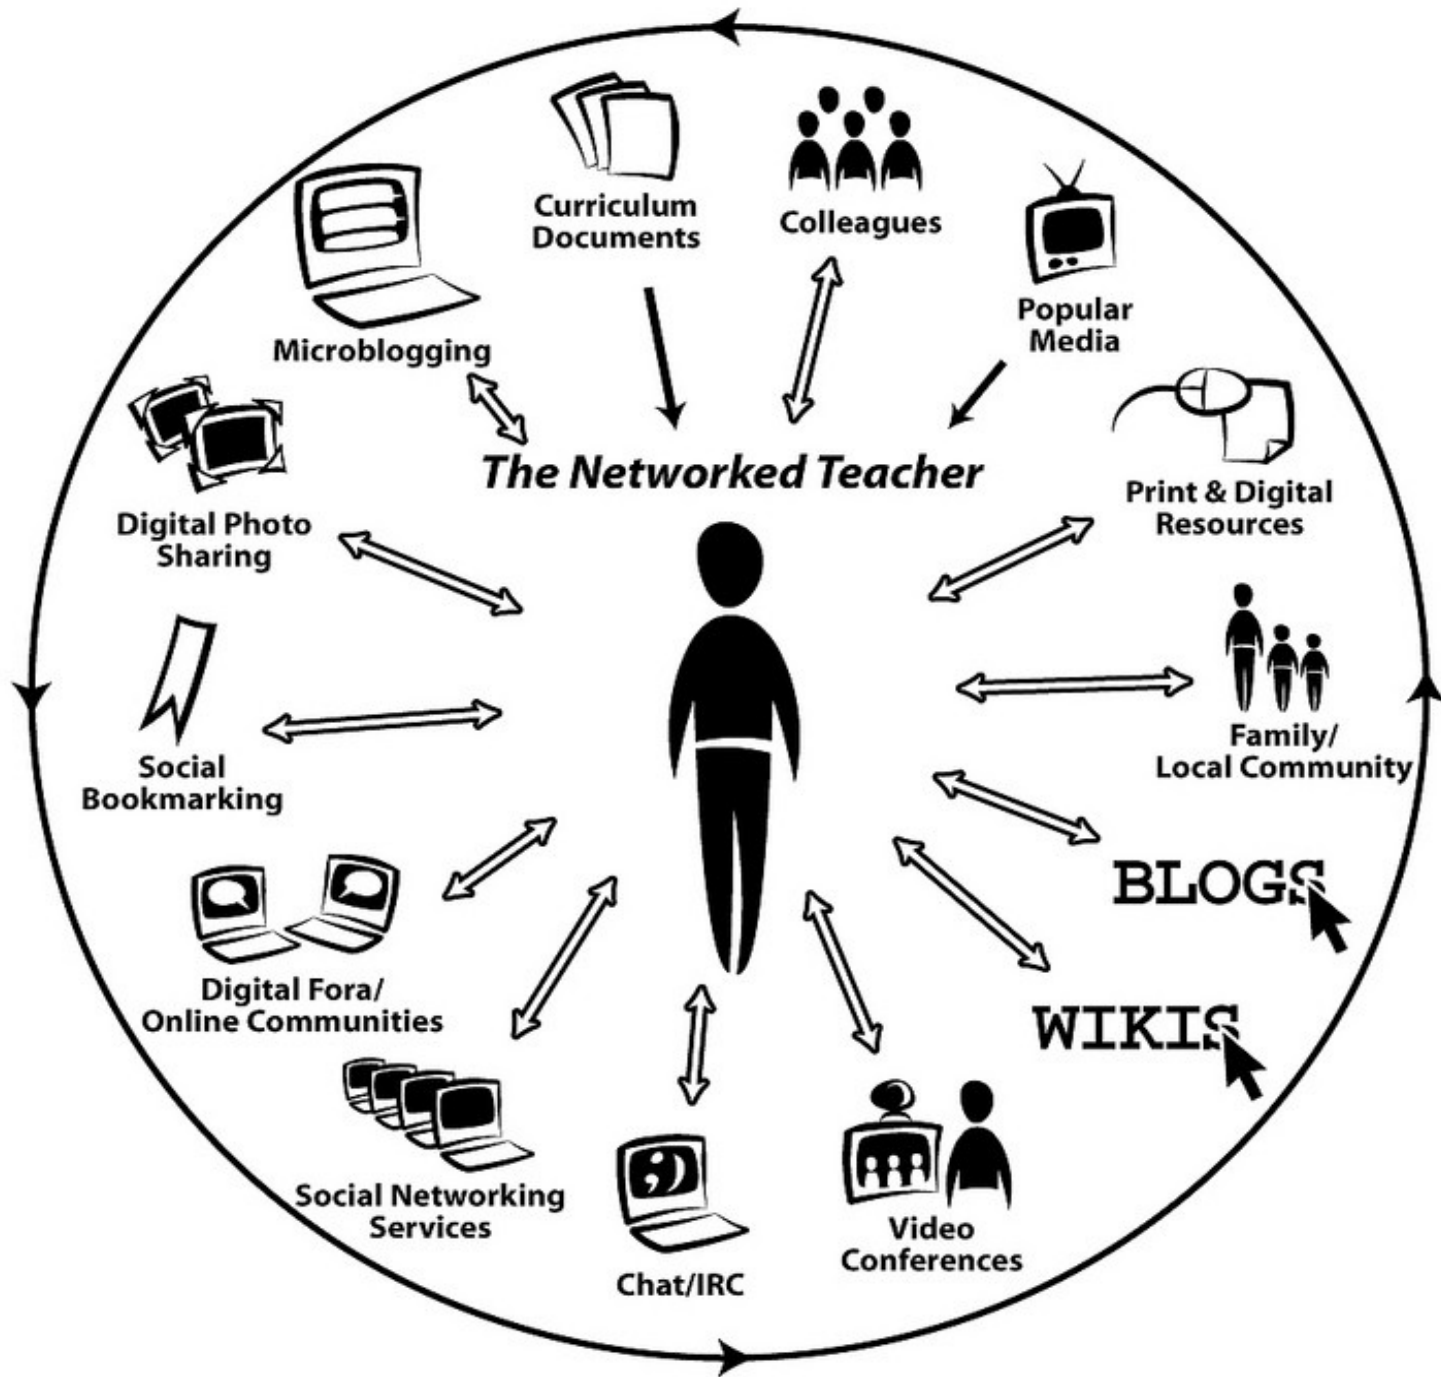 Curriculum
Documents
Colleagues
Popular
Media
Microblogging
The Networked Teacher
Print & Digital
Resources
Digital Photo
Sharing
Family/
Local Community
Social
Bookmarking
BLOGS
Digital Fora/
Online Communities
WIKIS
Social Networking
Services
Video
Conferences
;)
Chat/IRC